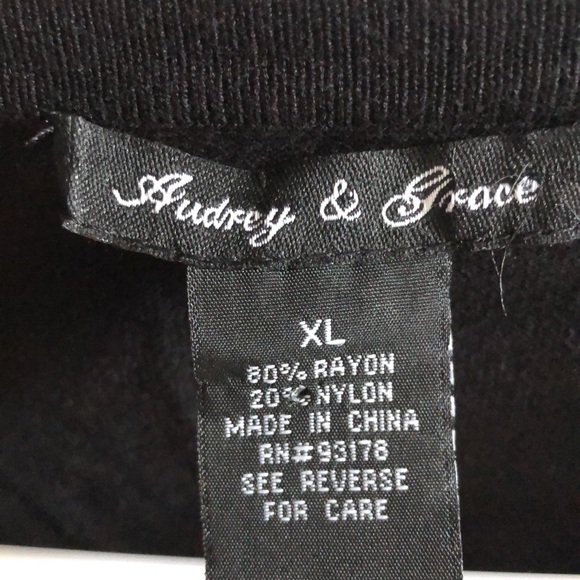 Audrey & Grace
XL
80% RAYON
20% NYLON
MADE IN CHINA
RN#93178
SEE REVERSE
FOR CARE